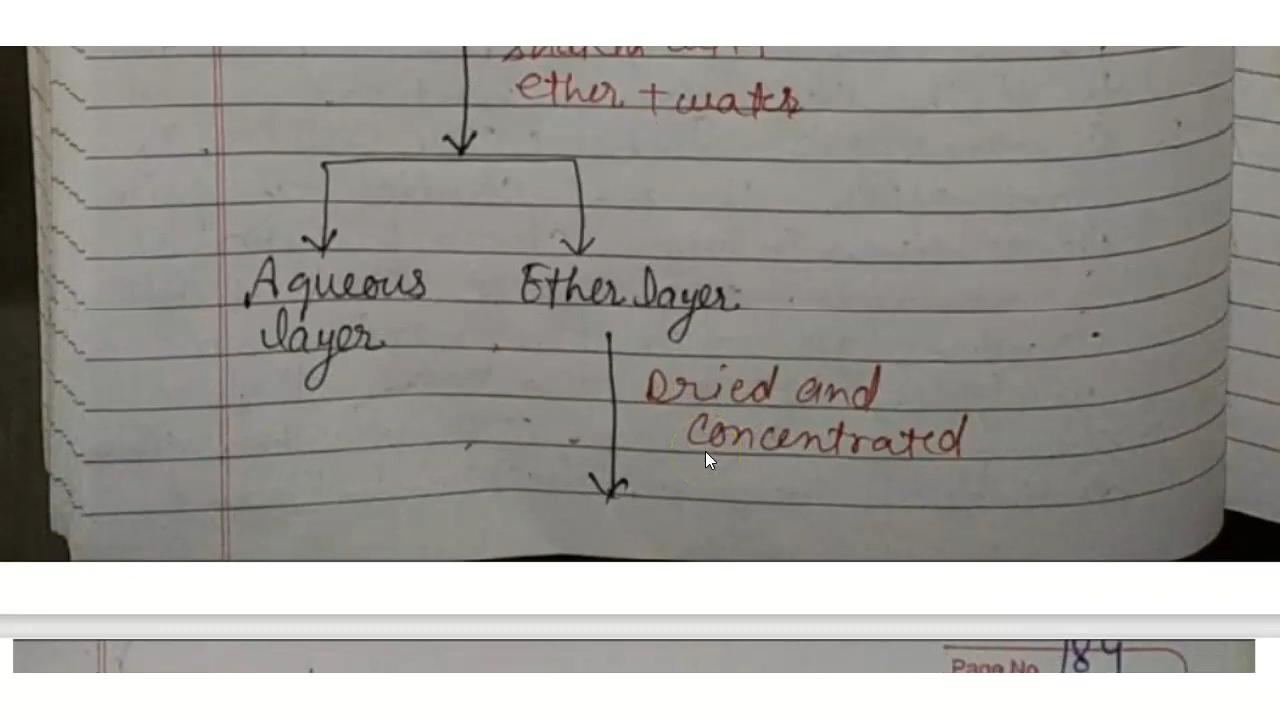 ether + water
Aqueous
layer
Ether layer
Dried and
Concentrated
Page No. 184